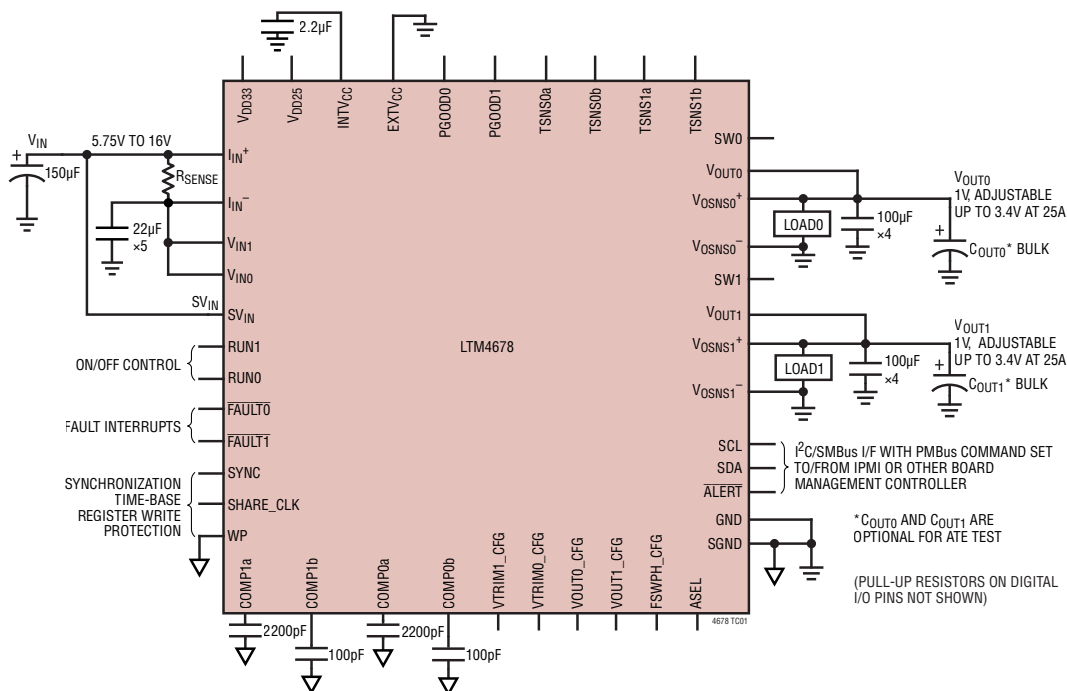 2.2µF
VDD33
VDD25
INTVCC
EXTVCC
PGOOD0
PGOOD1
TSNS0a
TSNS0b
TSNS1a
TSNS1b
VIN
5.75V TO 16V
+
150µF
IIN+
RSENSE
IIN−
22µF
×5
VIN1
VIN0
SVIN
SVIN
ON/OFF CONTROL
RUN1
RUN0
FAULT INTERRUPTS
FAULT0
FAULT1
SYNCHRONIZATION
TIME-BASE
REGISTER WRITE
PROTECTION
SYNC
SHARE_CLK
WP
LTM4678
SW0
VOUT0
VOSNS0+
VOSNS0−
LOAD0
100µF
×4
VOUT0
1V, ADJUSTABLE
UP TO 3.4V AT 25A
+
COUT0* BULK
SW1
VOUT1
VOSNS1+
VOSNS1−
LOAD1
100µF
×4
VOUT1
1V, ADJUSTABLE
UP TO 3.4V AT 25A
+
COUT1* BULK
SCL
SDA
ALERT
I2C/SMBus I/F WITH PMBus COMMAND SET
TO/FROM IPMI OR OTHER BOARD
MANAGEMENT CONTROLLER
GND
SGND
*COUT0 AND COUT1 ARE
OPTIONAL FOR ATE TEST
(PULL-UP RESISTORS ON DIGITAL
I/O PINS NOT SHOWN)
COMP1a
COMP1b
COMP0a
COMP0b
VTRIM1_CFG
VTRIM0_CFG
VOUT0_CFG
VOUT1_CFG
FSWPH_CFG
ASEL
4678 TC01
2200pF
100pF
2200pF
100pF